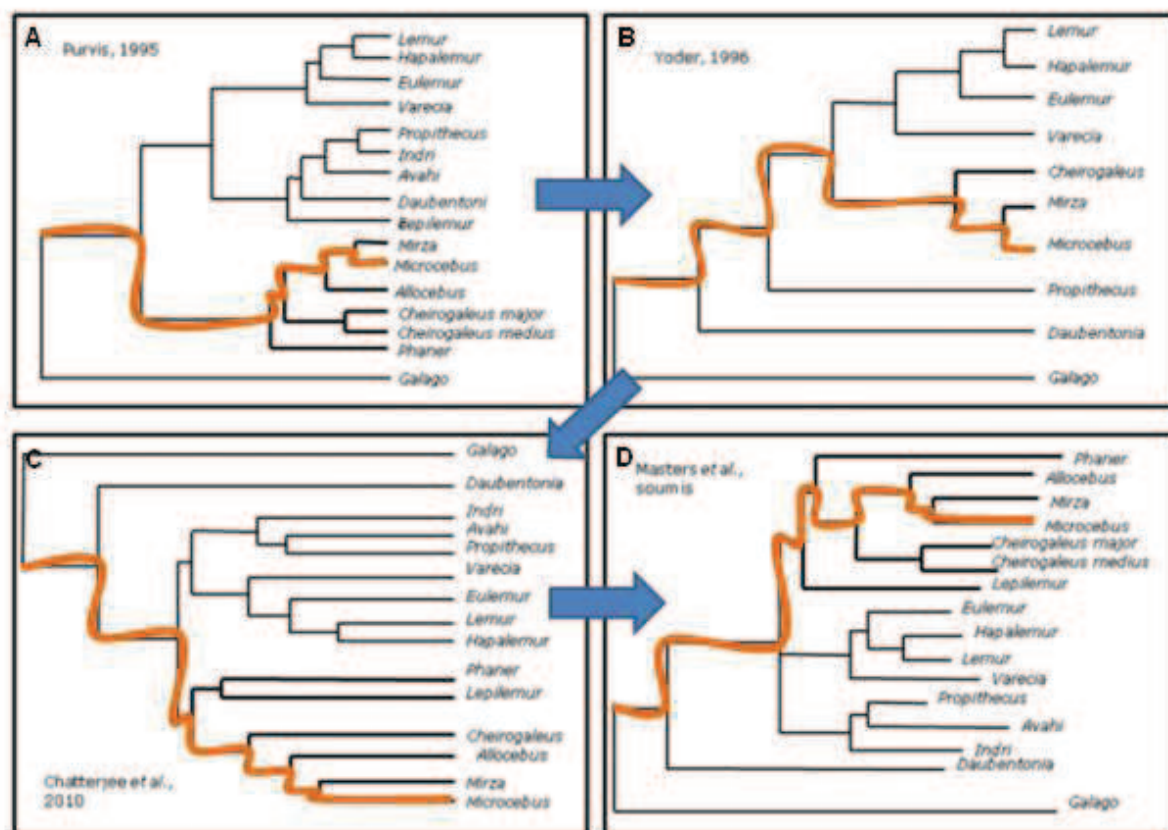 A
Purvis, 1995
Lemur
Hapalemur
Eulemur
Varecia
Propithecus
Indri
Avahi
Daubentoni
Lepilemur
Mirza
Microcebus
Allocebus
Cheirogaleus major
Cheirogaleus medius
Phaner
Galago
B
Yoder, 1996
Lemur
Hapalemur
Eulemur
Varecia
Cheirogaleus
Mirza
Microcebus
Propithecus
Daubentonia
Galago
C
Galago
Daubentonia
Indri
Avahi
Propithecus
Varecia
Eulemur
Lemur
Hapalemur
Phaner
Lepilemur
Cheirogaleus
Allocebus
Mirza
Microcebus
Chatterjee et al.,
2010
D
Masters et al.,
soumis
Phaner
Allocebus
Mirza
Microcebus
Cheirogaleus major
Cheirogaleus medius
Lepilemur
Eulemur
Hapalemur
Lemur
Varecia
Propithecus
Avahi
Indri
Daubentonia
Galago